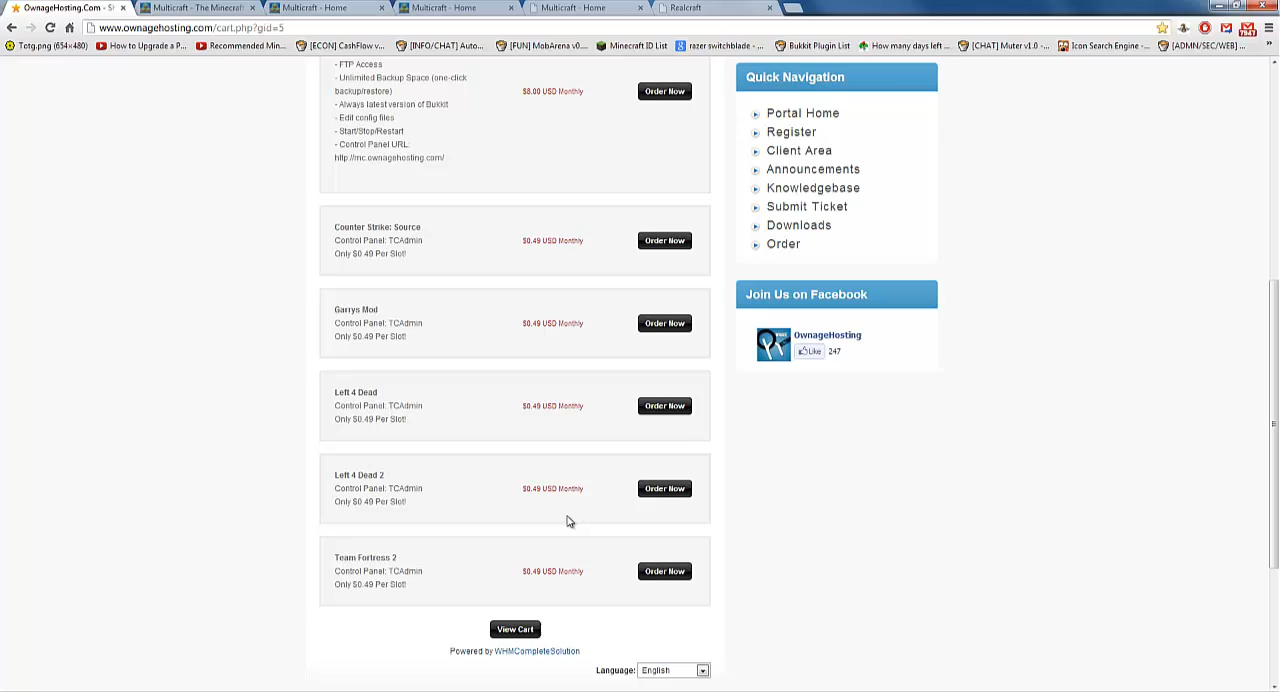 OwnageHosting.Com - S
Multicraft - The Minecraft
Multicraft - Home
Multicraft - Home
Multicraft - Home
Realcraft
www.ownagehosting.com/cart.php?gid=5
Totg.png (654×480)
How to Upgrade a P...
Recommended Min...
[ECON] CashFlow v...
[INFO/CHAT] Auto...
[FUN] MobArena v0....
Minecraft ID List
razer switchblade - ...
Bukkit Plugin List
How many days left ...
[CHAT] Muter v1.0-...
Icon Search Engine -...
[ADMN/SEC/WEB] ...
- FTP Access
- Unlimited Backup Space (one-click
backup/restore)
- Always latest version of Bukkit
- Edit config files
- Start/Stop/Restart
- Control Panel URL:
http://mc.ownagehosting.com/
$8.00 USD Monthly
Order Now
Counter Strike: Source
Control Panel: TCAdmin
Only $0.49 Per Slot!
$0.49 USD Monthly
Order Now
Garrys Mod
Control Panel: TCAdmin
Only $0.49 Per Slot!
$0.49 USD Monthly
Order Now
Left 4 Dead
Control Panel: TCAdmin
Only $0.49 Per Slot!
$0.49 USD Monthly
Order Now
Left 4 Dead 2
Control Panel: TCAdmin
Only $0.49 Per Slot!
$0.49 USD Monthly
Order Now
Team Fortress 2
Control Panel: TCAdmin
Only $0.49 Per Slot!
$0.49 USD Monthly
Order Now
View Cart
Powered by WHMCompleteSolution
Language: English
Quick Navigation
Portal Home
Register
Client Area
Announcements
Knowledgebase
Submit Ticket
Downloads
Order
Join Us on Facebook
OwnageHosting
Like 247